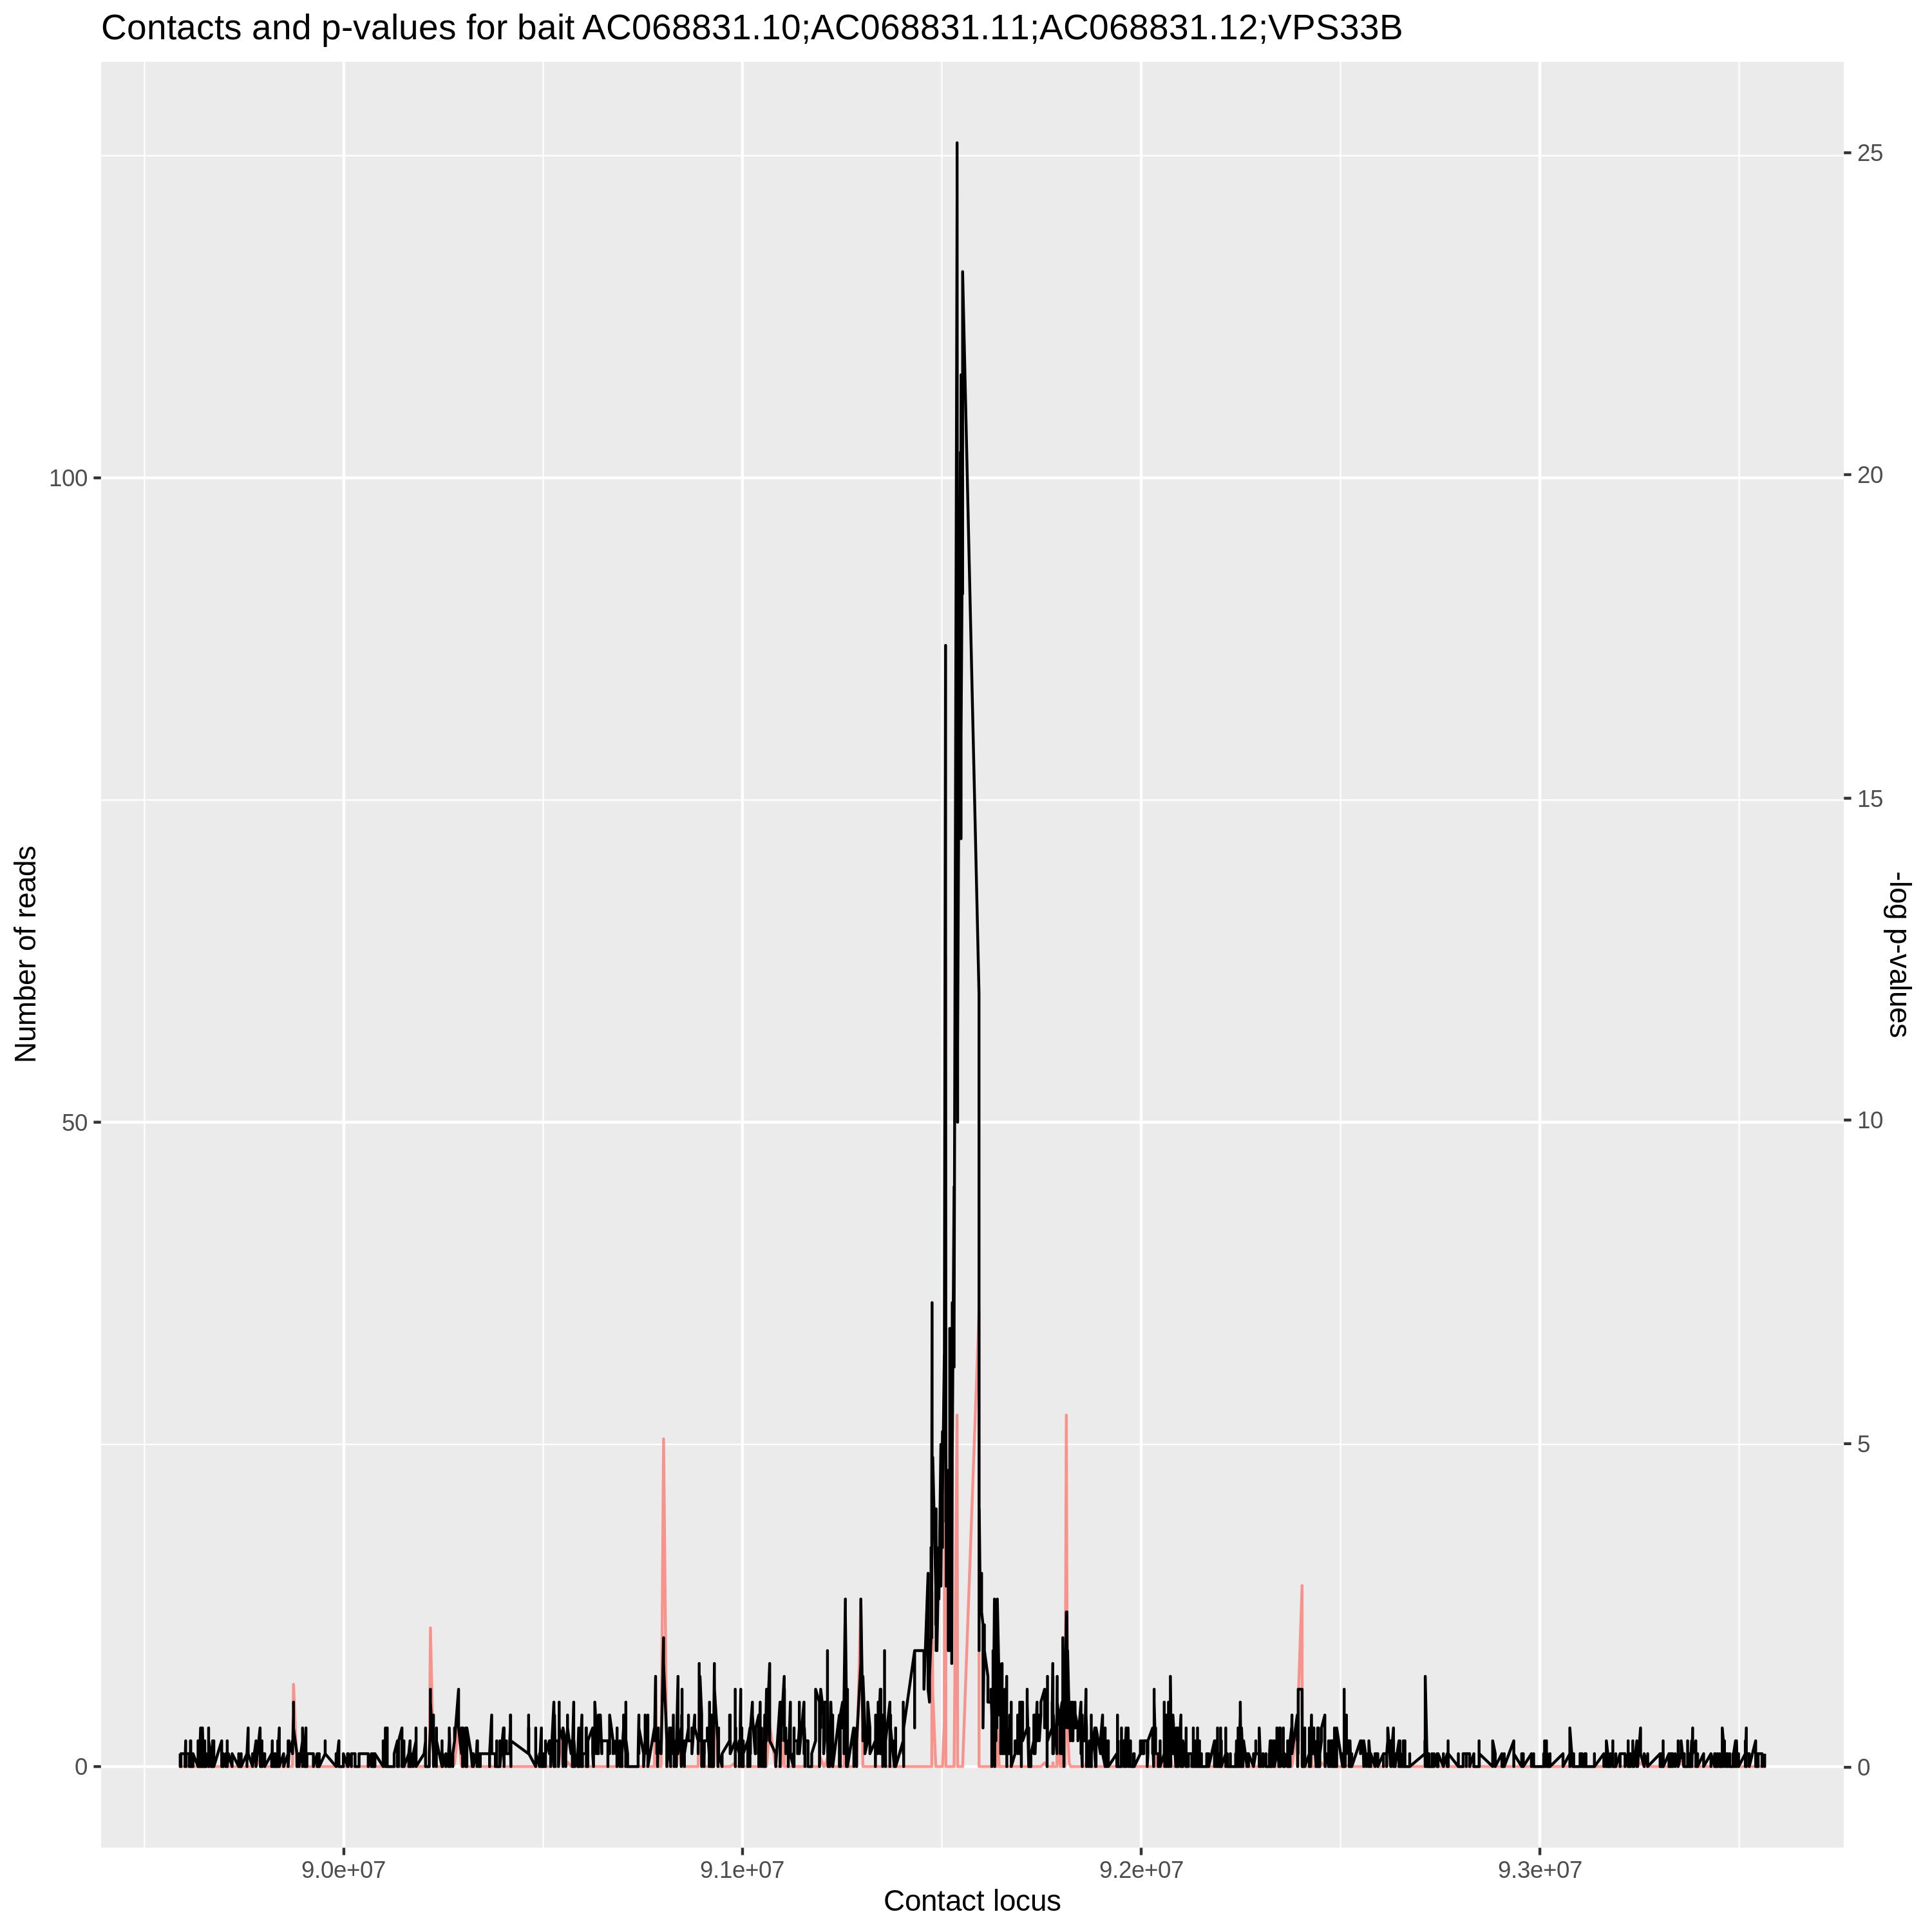 Contacts and p-values for bait AC068831.10;AC068831.11;AC068831.12;VPS33B
25
100
20
15
Number of reads
-log p-values
50
10
5
0
0
9.0e+07
9.1e+07
9.2e+07
9.3e+07
Contact locus